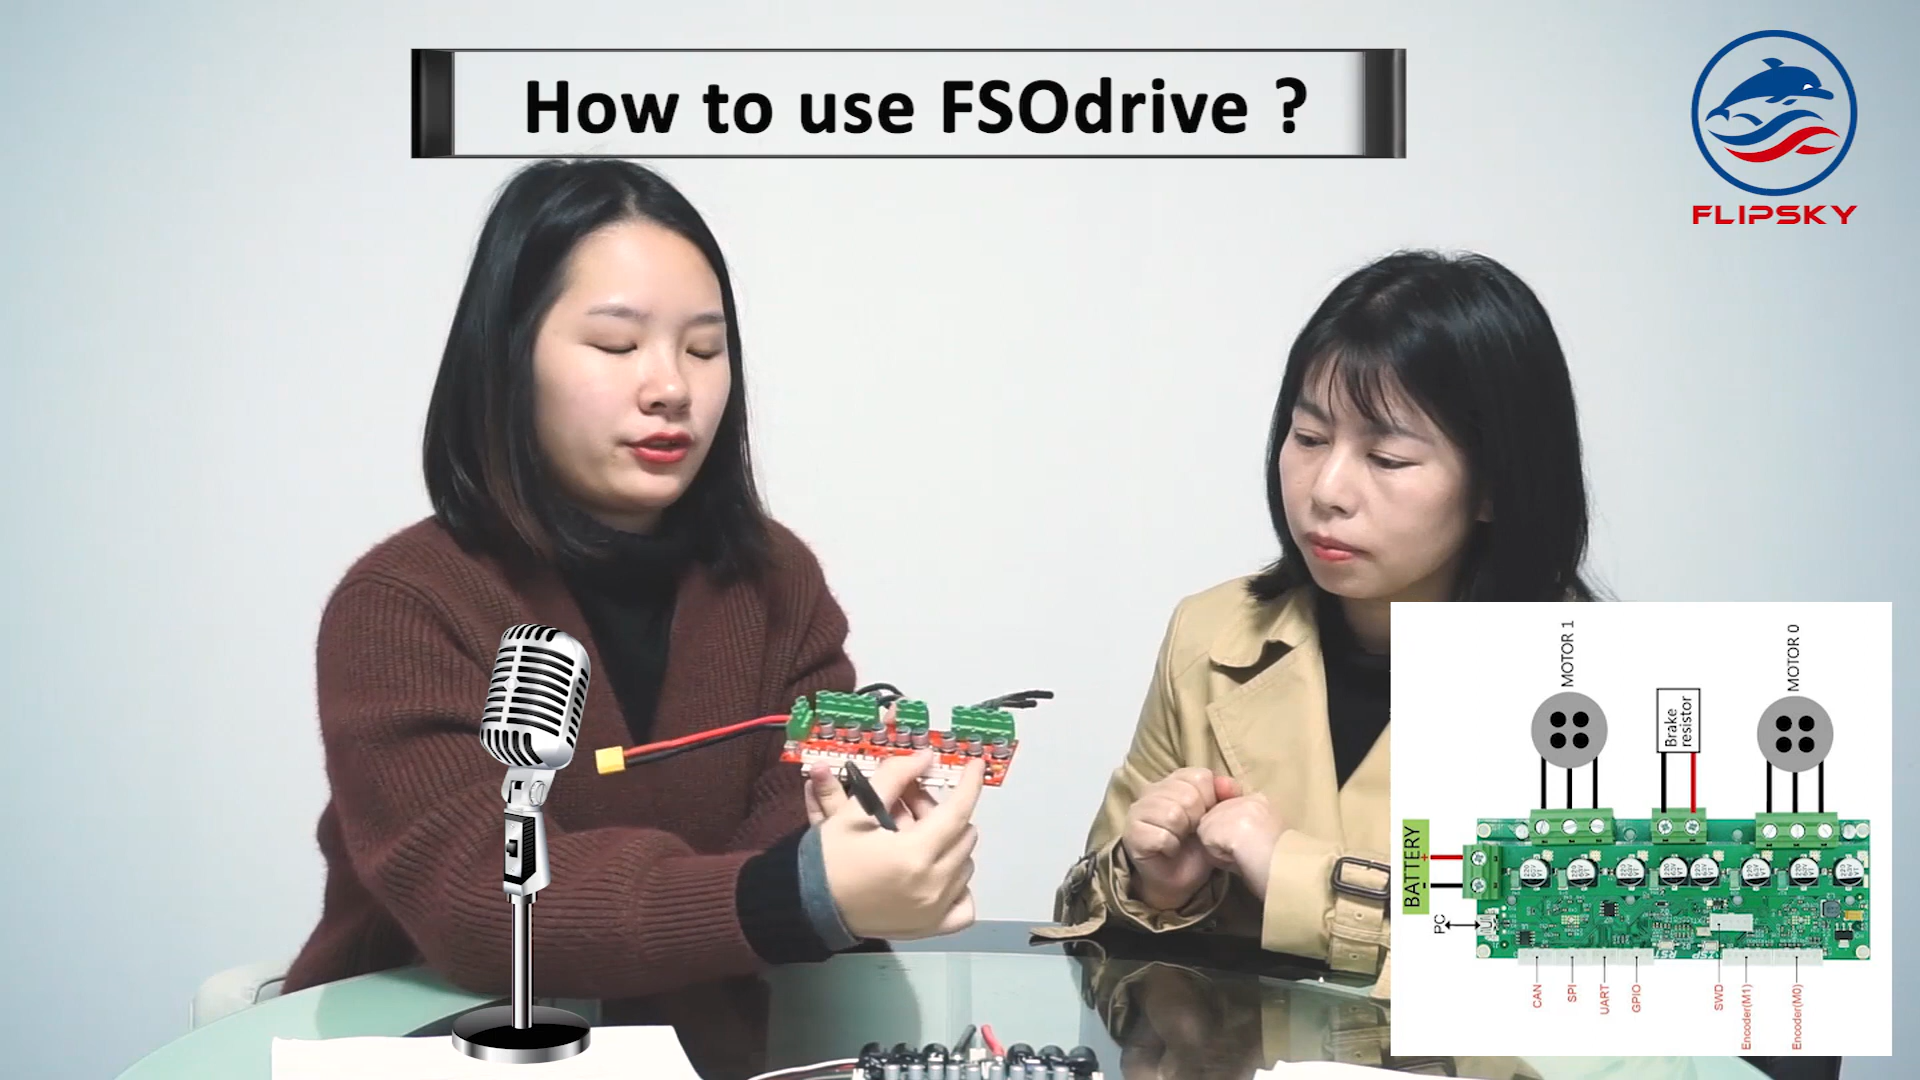 How to use FSOdrive ?
FLIPSKY
MOTOR 1
MOTOR 0
Brake
resistor
BATTERY
+
-
PC
CAN
SPI
UART
GPIO
SWD
Encoder(M1)
Encoder(M0)